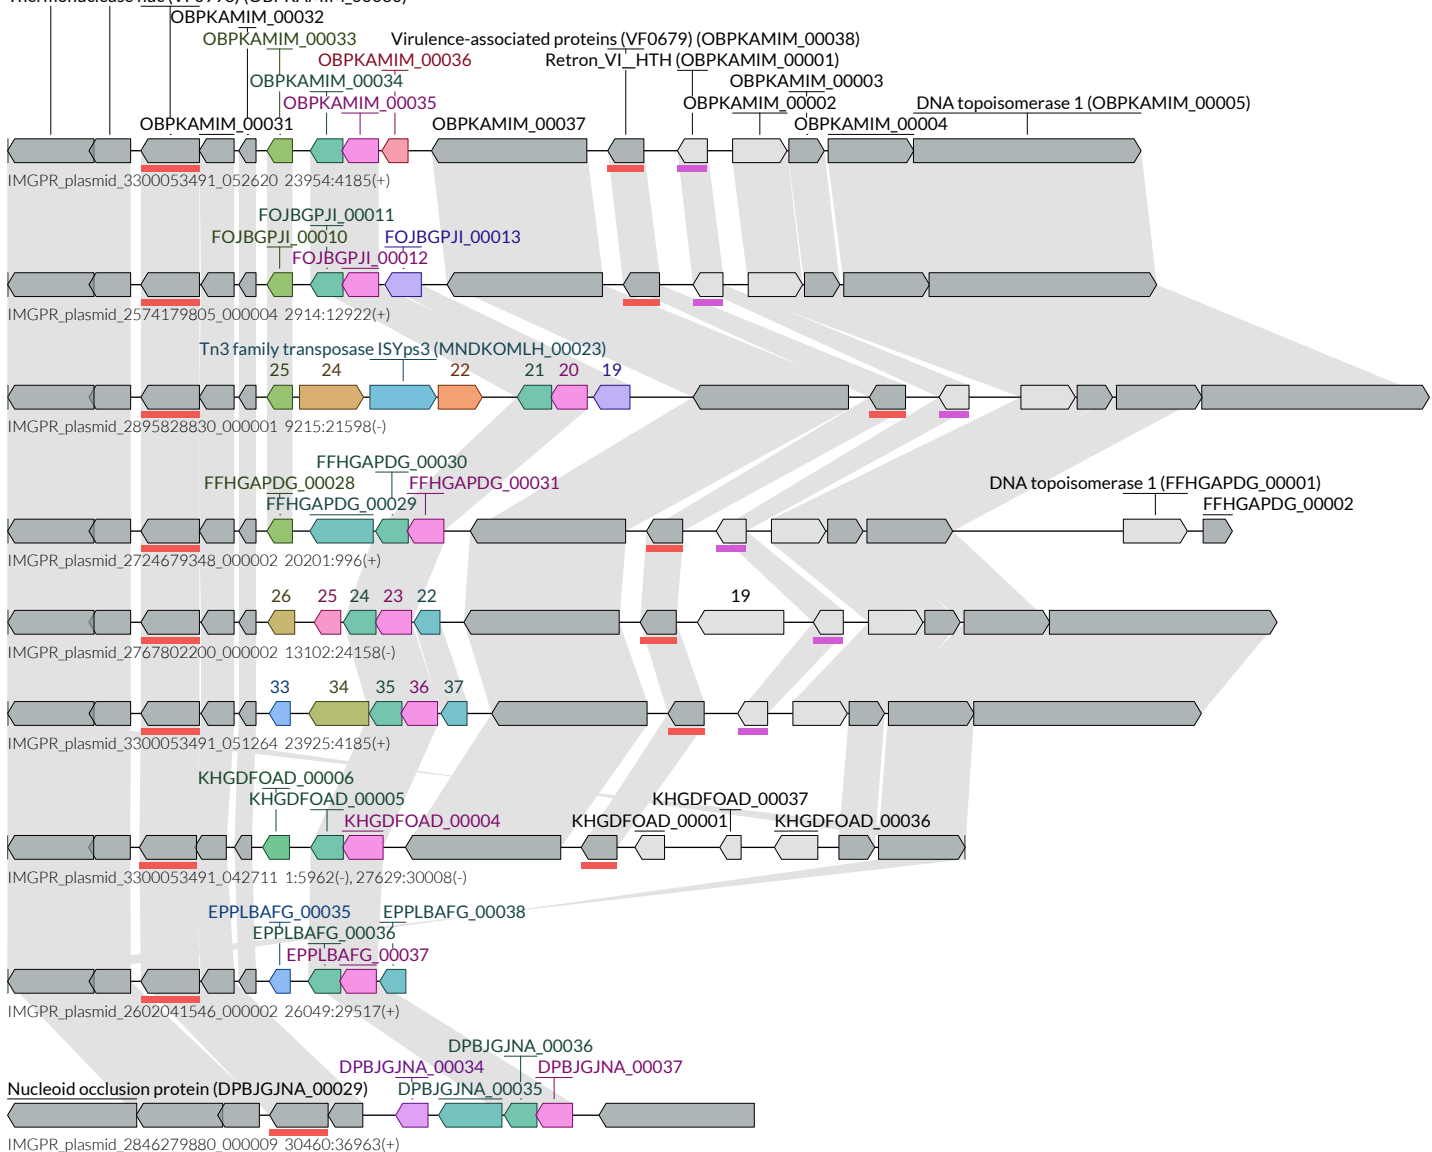 OBPKAMIM_00032
OBPKAMIM_00033 Virulence-associated proteins (VF0679) (OBPKAMIM_00038)
OBPKAMIM_00036 Retron_VI__HTH (OBPKAMIM_00001)
OBPKAMIM_00034 OBPKAMIM_00003
OBPKAMIM_00035 OBPKAMIM_00002 DNA topoisomerase 1 (OBPKAMIM_00005)
OBPKAMIM_00031 OBPKAMIM_00037 OBPKAMIM_00004
IMGPR_plasmid_3300053491_052620 23954:4185(+)
FOJBGPJI_00011
FOJBGPJI_00010 FOJBGPJI_00013
FOJBGPJI_00012
IMGPR_plasmid_2574179805_000004 2914:12922(+)
Tn3 family transposase ISYps3 (MNDKOMLH_00023)
25 24 22 21 20 19
IMGPR_plasmid_2895828830_000001 9215:21598(-)
FFHGAPDG_00030
FFHGAPDG_00028 FFHGAPDG_00031 DNA topoisomerase 1 (FFHGAPDG_00001)
FFHGAPDG_00029 FFHGAPDG_00002
IMGPR_plasmid_2724679348_000002 20201:996(+)
26 25 24 23 22 19
IMGPR_plasmid_2767802200_000002 13102:24158(-)
33 34 35 36 37
IMGPR_plasmid_3300053491_051264 23925:4185(+)
KHGDFOAD_00006
KHGDFOAD_00005 KHGDFOAD_00037
KHGDFOAD_00004 KHGDFOAD_00001 KHGDFOAD_00036
IMGPR_plasmid_3300053491_042711 1:5962(-), 27629:30008(-)
EPPLBAFG_00035 EPPLBAFG_00038
EPPLBAFG_00036
EPPLBAFG_00037
IMGPR_plasmid_2602041546_000002 26049:29517(+)
DPBJGJNA_00036
DPBJGJNA_00034 DPBJGJNA_00037
Nucleoid occlusion protein (DPBJGJNA_00029) DPBJGJNA_00035
IMGPR_plasmid_2846279880_000009 30460:36963(+)